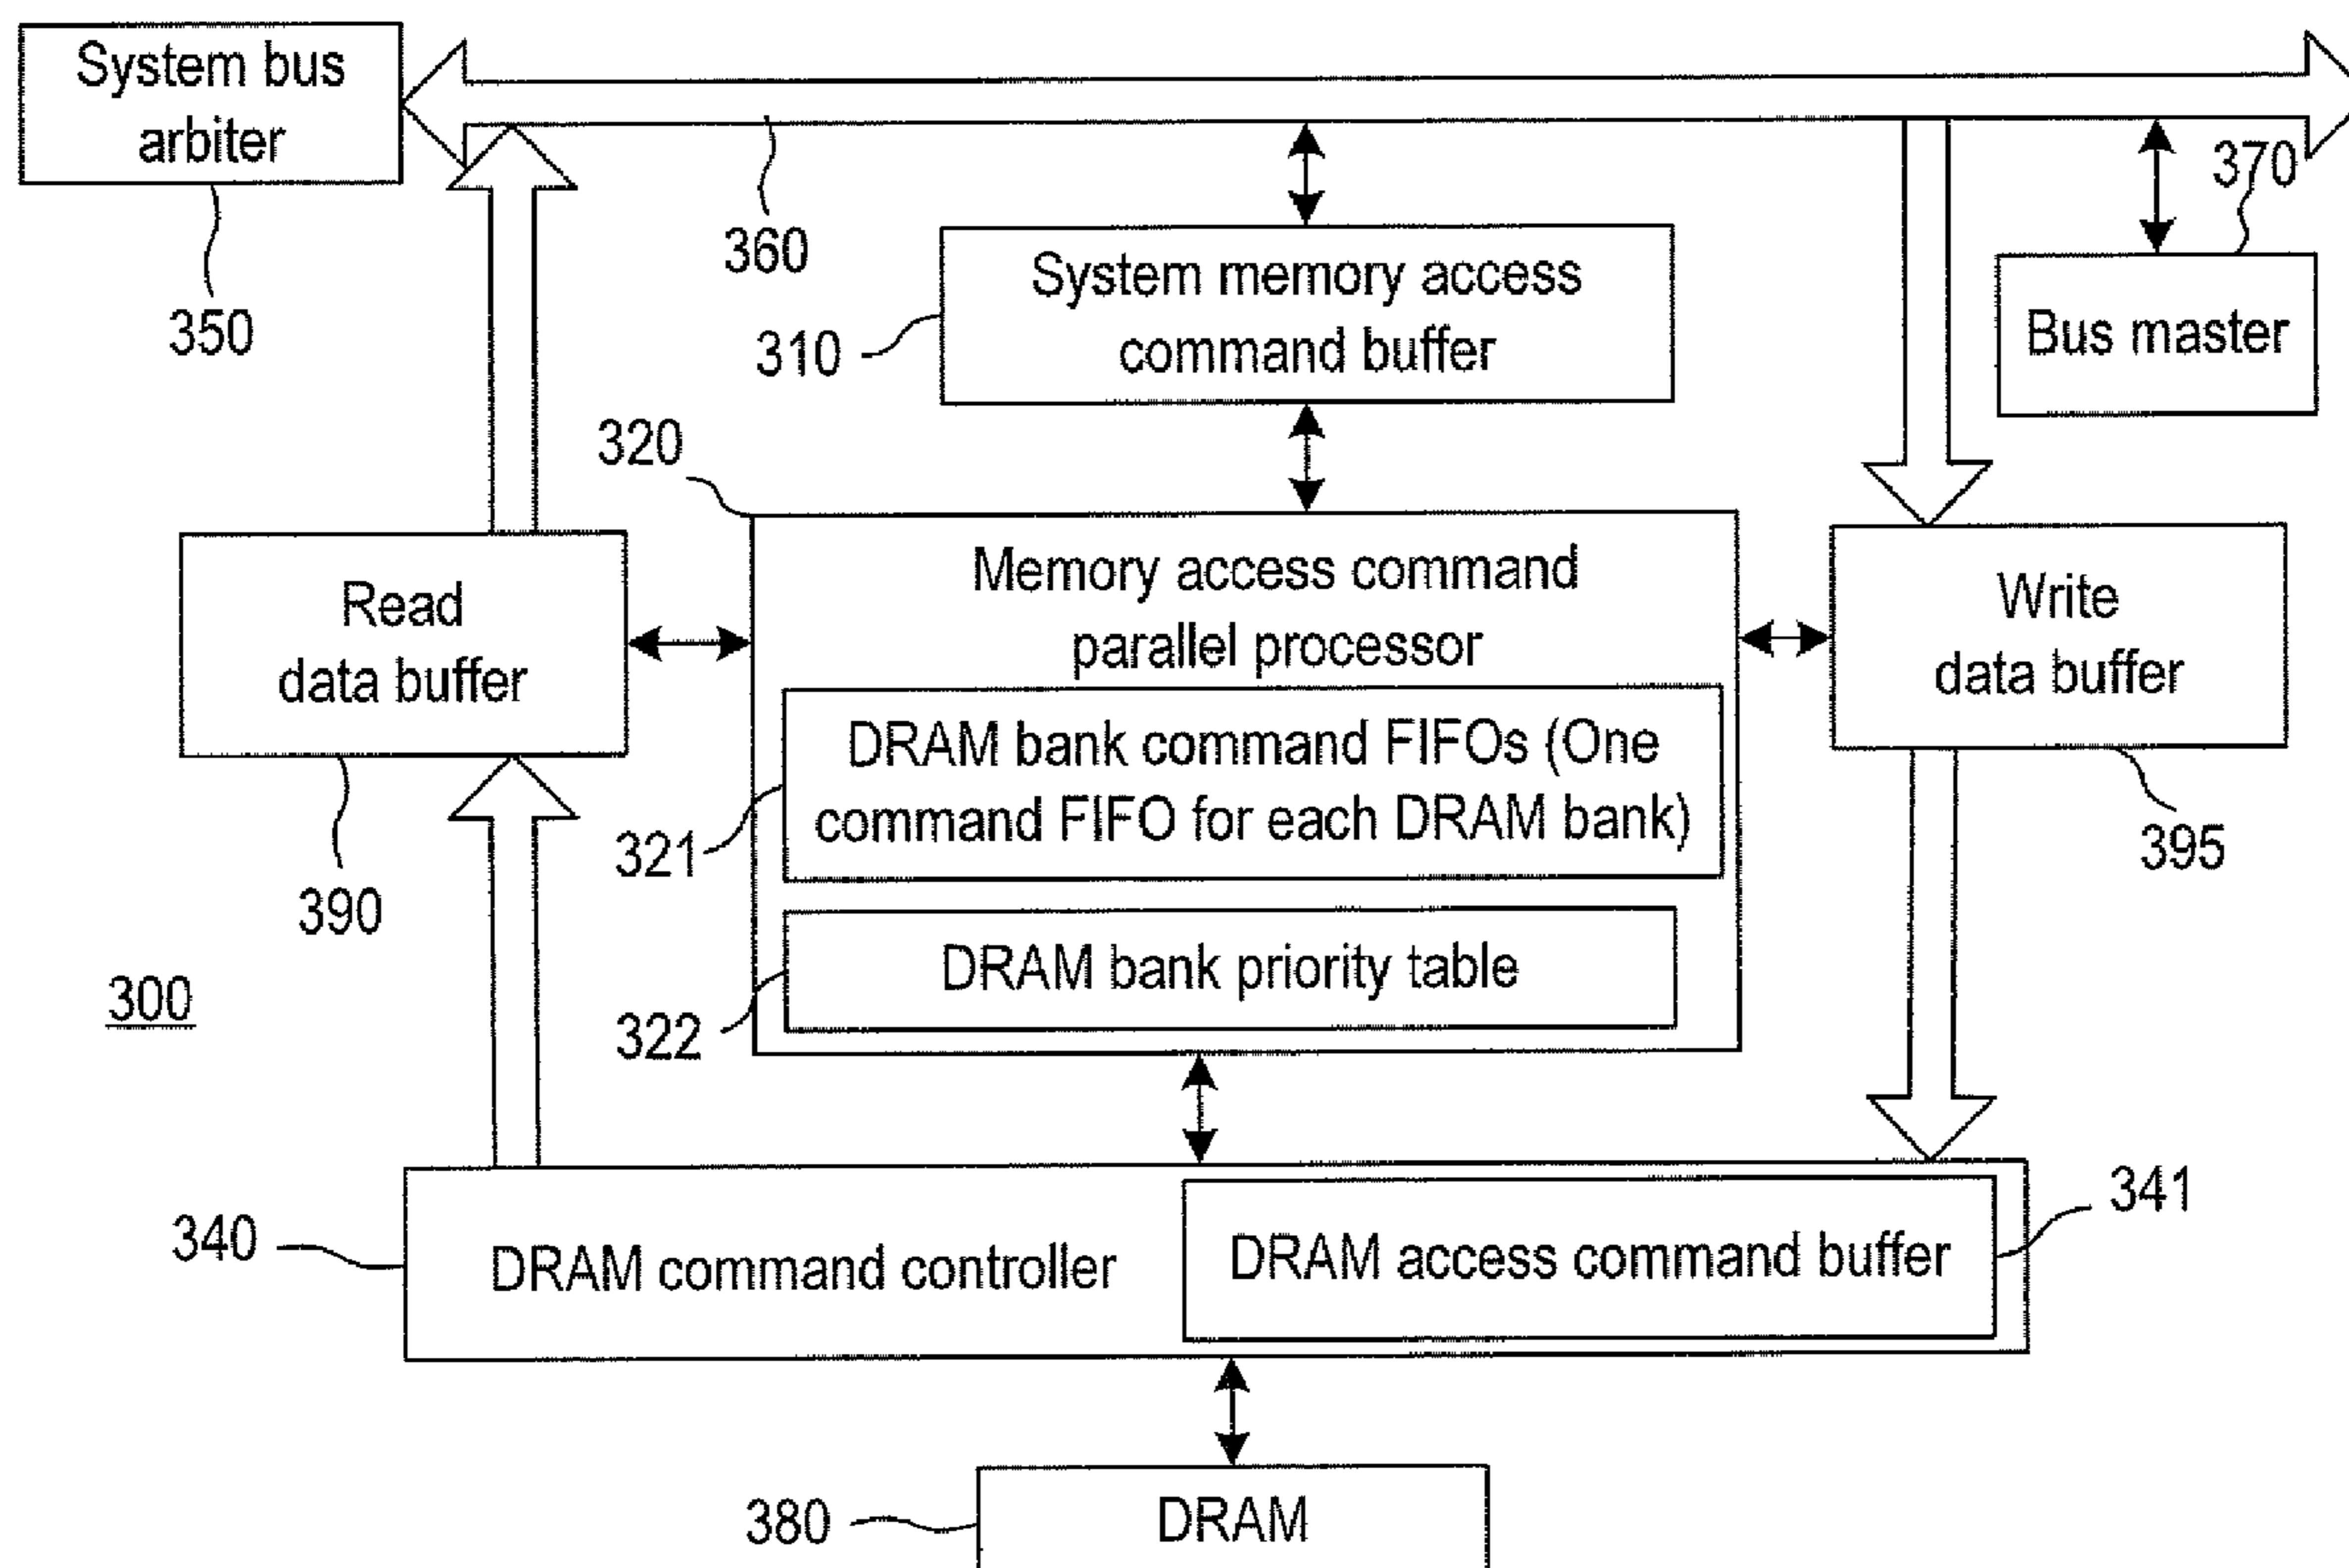 System bus
arbiter
350
360
370
System memory access
command buffer
310
Bus master
320
Memory access command
parallel processor
Read
data buffer
390
Write
data buffer
395
DRAM bank command FIFOs (One
command FIFO for each DRAM bank)
321
DRAM bank priority table
322
300
340
DRAM command controller
DRAM access command buffer
341
380
DRAM